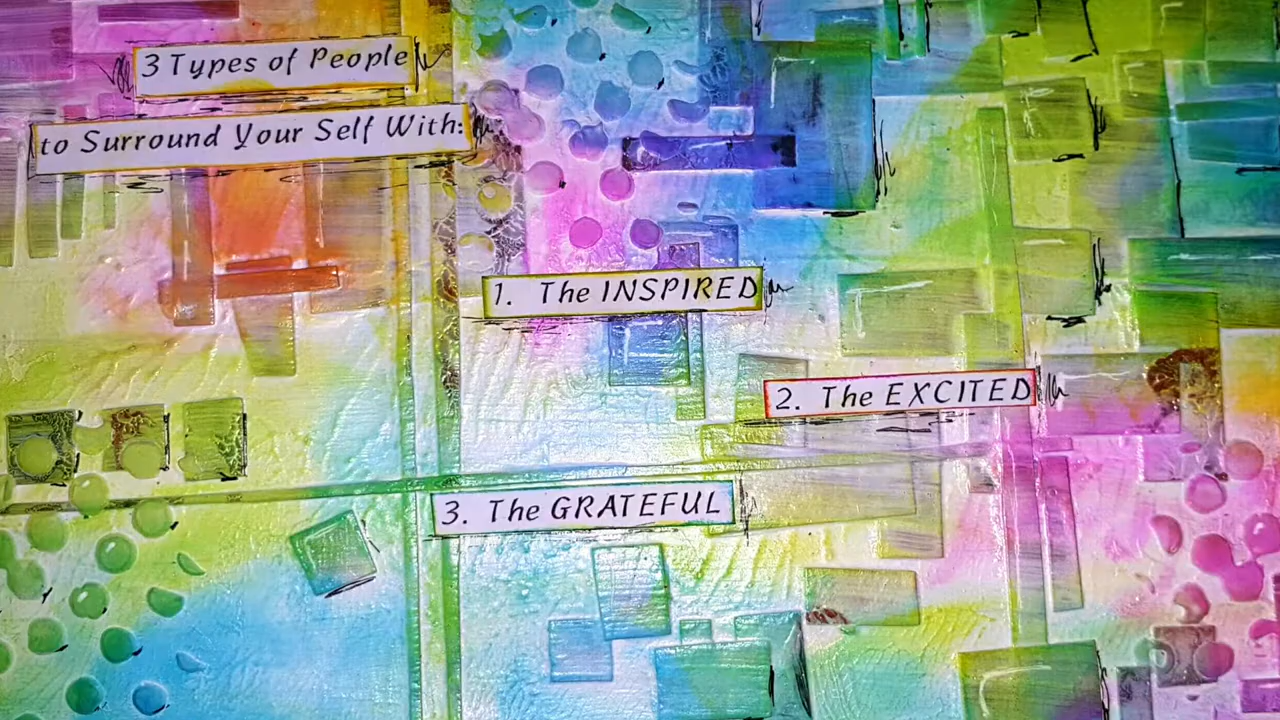 3 Types of People
to Surround Your Self With:
1. The INSPIRED
2. The EXCITED
3. The GRATEFUL